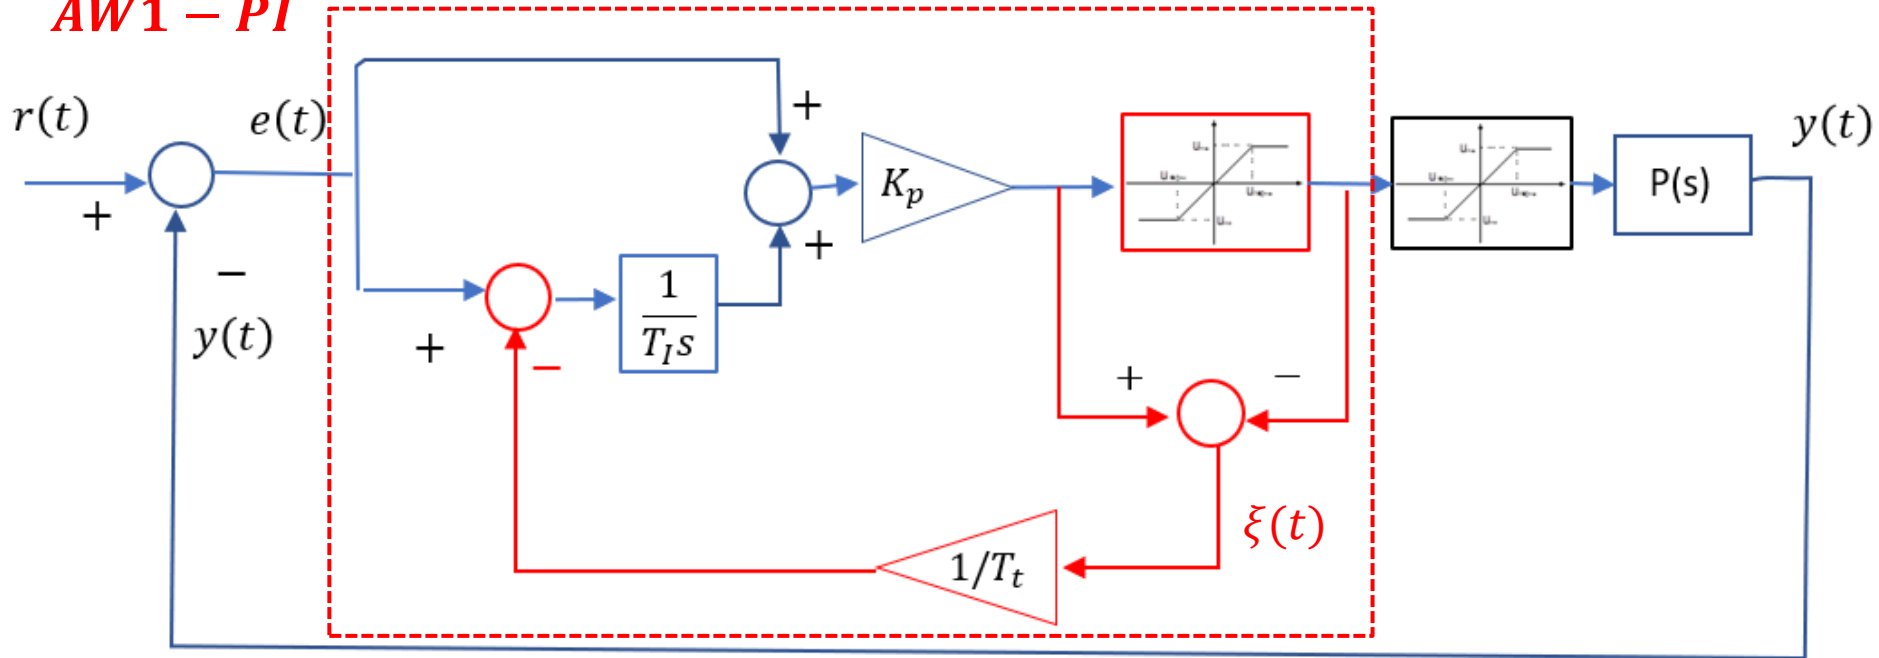 AW1 − PI
r(t)
e(t)
+
+
K_p
P(s)
y(t)
+
−
y(t)
+
−
1
T_I s
+
+
−
ξ(t)
1/T_t